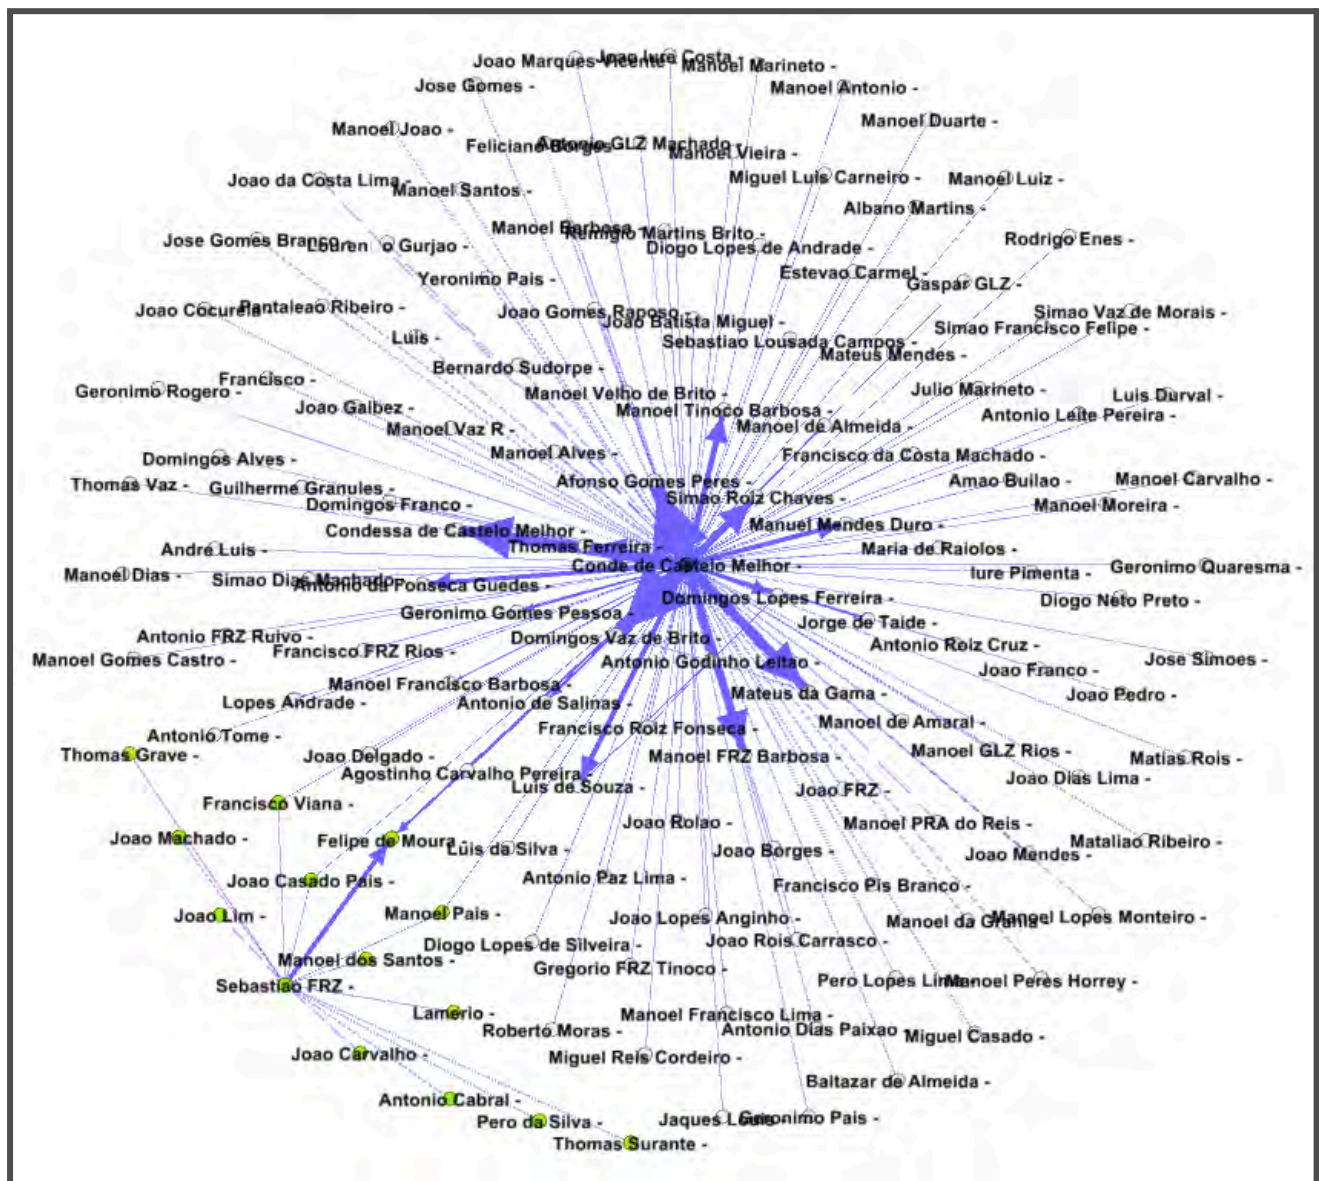 Joao Iure Costa -
Joao Marques Vicente -
Manoel Marineto -
Jose Gomes -
Manoel Antonio -
Manoel Duarte -
Manoel Joao -
Feliciano Borges
Antonio GLZ Machado -
Manoel Vieira -
Miguel Luis Carneiro -
Manoel Luiz -
Joao da Costa Lima -
Manoel Santos -
Albano Martins -
Manoel Barbosa -
Remigio Martins Brito -
Rodrigo Enes -
Jose Gomes Branco -
Louren o Gurjao -
Diogo Lopes de Andrade -
Estevao Carmel -
Yeronimo Pais -
Gaspar GLZ -
Joao Cocurela -
Pantaleao Ribeiro -
Joao Gomes Raposo -
Simao Vaz de Morais -
Joao Batista Miguel -
Simao Francisco Felipe -
Luis -
Sebastiao Lousada Campos -
Mateus Mendes -
Bernardo Sudorpe -
Francisco -
Geronimo Rogero -
Manoel Velho de Brito -
Julio Marineto -
Luis Durval -
Joao Galbez -
Manoel Tinoco Barbosa -
Antonio Leite Pereira -
Manoel Vaz R -
Manoel de Almeida -
Manoel Alves -
Francisco da Costa Machado -
Domingos Alves -
Afonso Gomes Peres -
Amao Builao -
Manoel Carvalho -
Thomas Vaz -
Guilherme Granules -
Simao Roiz Chaves -
Domingos Franco -
Manoel Moreira -
Manuel Mendes Duro -
Condessa de Castelo Melhor -
Thomas Ferreira -
Andre Luis -
Maria de Raiolos -
Conde de Castelo Melhor -
Geronimo Quaresma -
Manoel Dias -
Simao Dias Machado
Iure Pimenta -
Antonio da Fonseca Guedes -
Domingos Lopes Ferreira -
Diogo Neto Preto -
Geronimo Gomes Pessoa -
Jorge de Taide -
Antonio FRZ Ruivo -
Domingos Vaz de Brito -
Antonio Roiz Cruz -
Francisco FRZ Rios -
Manoel Gomes Castro -
Antonio Godinho Leitao -
Jose Simoes -
Joao Franco -
Manoel Francisco Barbosa -
Mateus da Gama -
Joao Pedro -
Lopes Andrade -
Antonio de Salinas -
Manoel de Amaral -
Francisco Roiz Fonseca -
Antonio Tome -
Manoel GLZ Rios -
Thomas Grave -
Joao Delgado -
Manoel FRZ Barbosa -
Matias Rois -
Agostinho Carvalho Pereira -
Joao Dias Lima -
Luis de Souza -
Joao FRZ -
Francisco Viana -
Joao Rolao -
Manoel PRA do Reis -
Joao Machado -
Felipe de Moura -
Luis da Silva -
Joao Borges -
Joao Mendes -
Mataliao Ribeiro -
Joao Casado Pais -
Antonio Paz Lima -
Francisco Pis Branco -
Joao Lim -
Manoel Pais -
Joao Lopes Anginho -
Manoel da Grania
Manoel Lopes Monteiro -
Diogo Lopes de Silveira -
Joao Rois Carrasco -
Manoel dos Santos -
Gregorio FRZ Tinoco -
Sebastiao FRZ -
Pero Lopes Lima
Manoel Peres Horrey -
Lamerio -
Manoel Francisco Lima -
Roberto Moras -
Antonio Dias Paixao -
Miguel Casado -
Joao Carvalho -
Miguel Reis Cordeiro -
Baltazar de Almeida -
Antonio Cabral -
Pero da Silva -
Jaques Louis
Geronimo Pais -
Thomas Surante -